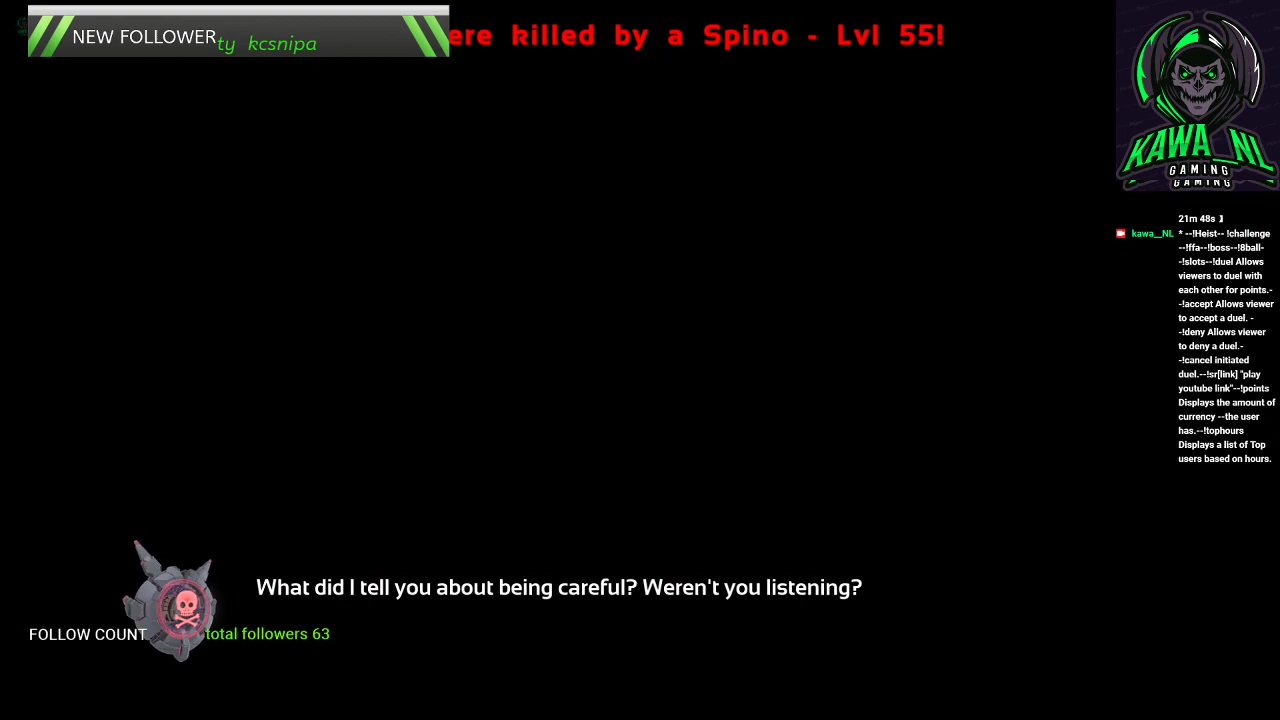 NEW FOLLOWER ty kcsnipa
ere killed by a Spino - Lvl 55!
KAWA_NL
GAMING
GAMING
21m 48s 】
kawa__NL * --!Heist-- !challenge
--!ffa--!boss--!8ball-
-!slots--!duel Allows
viewers to duel with
each other for points.-
-!accept Allows viewer
to accept a duel. -
-!deny Allows viewer
to deny a duel.-
-!cancel initiated
duel.--!sr[link] "play
youtube link"--!points
Displays the amount of
currency --the user
has.--!tophours
Displays a list of Top
users based on hours.
What did I tell you about being careful? Weren't you listening?
FOLLOW COUNT total followers 63